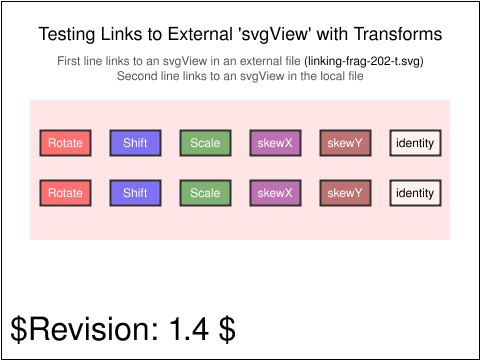 Testing Links to External 'svgView' with Transforms
First line links to an svgView in an external file (linking-frag-202-t.svg)
Second line links to an svgView in the local file
Rotate Shift Scale skewX skewY identity
Rotate Shift Scale skewX skewY identity
$Revision: 1.4 $